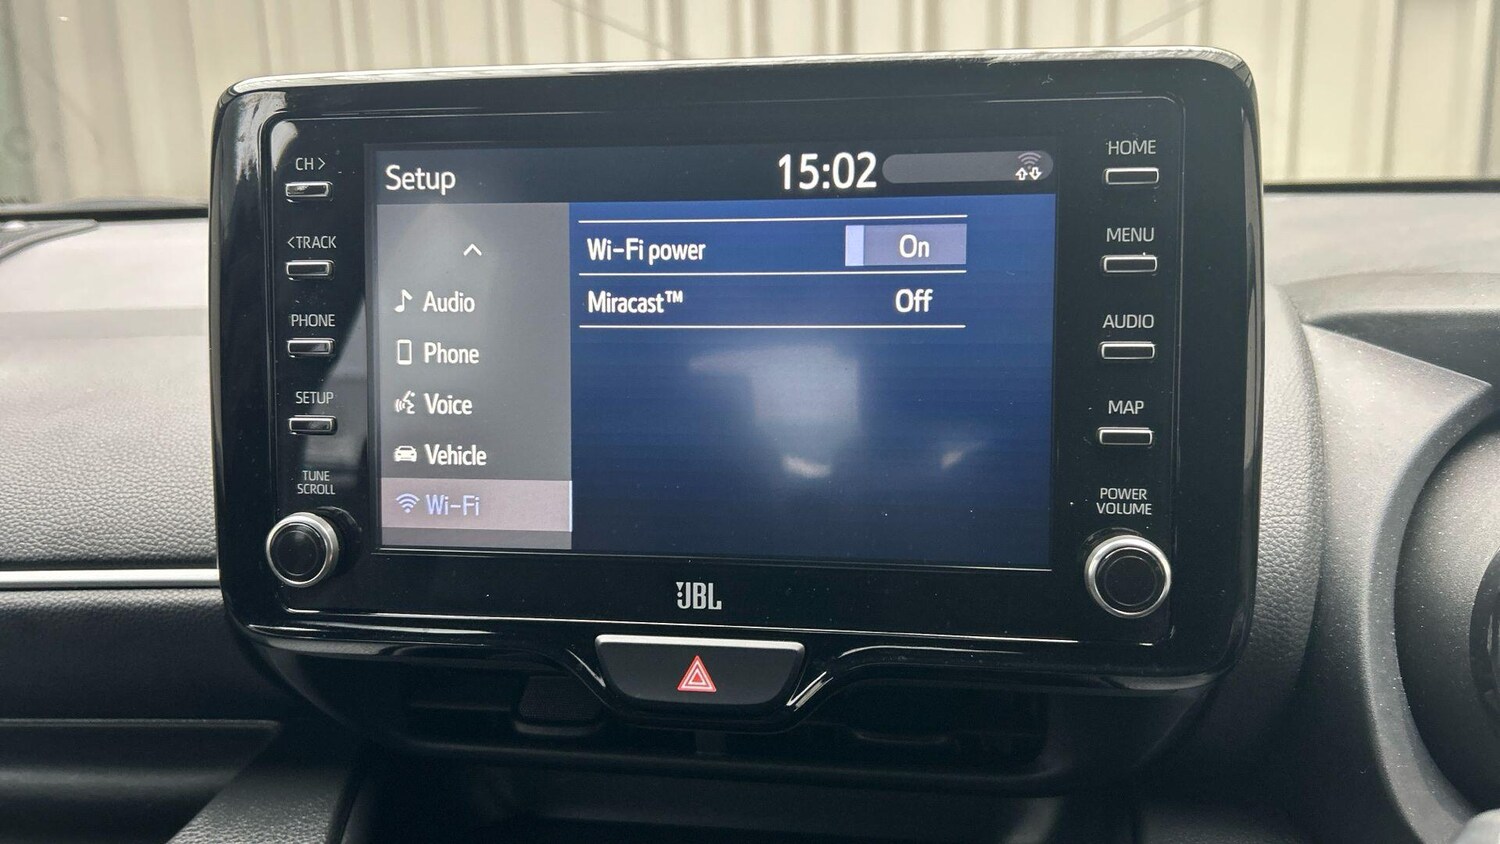 CH >
< TRACK
PHONE
SETUP
TUNE
SCROLL
Setup
15:02
Audio
Phone
Voice
Vehicle
Wi-Fi
Wi-Fi power On
Miracast™ Off
HOME
MENU
AUDIO
MAP
POWER
VOLUME
JBL